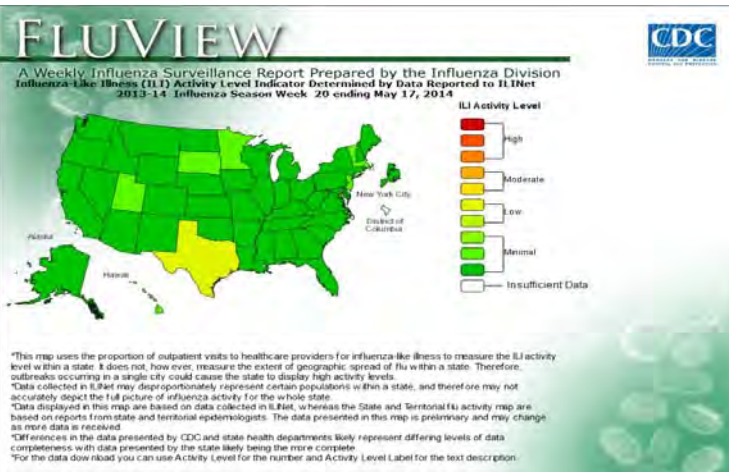 FLUVIEW
CDC
A Weekly Influenza Surveillance Report Prepared by the Influenza Division
Influenza-Like Illness (ILI) Activity Level Indicator Determined by Data Reported to ILINet
2013-14 Influenza Season Week 20 ending May 17, 2014
ILI Activity Level
High
Moderate
New York City
Low
District of
Columbia
Alaska
Hawaii
Minimal
Insufficient Data
*This map uses the proportion of outpatient visits to healthcare providers for influenza-like illness to measure the ILI activity
level within a state. It does not, how ever, measure the extent of geographic spread of flu within a state. Therefore,
outbreaks occurring in a single city could cause the state to display high activity levels.
*Data collected in ILINet may disproportionately represent certain populations within a state, and therefore may not
accurately depict the full picture of influenza activity for the whole state.
*Data displayed in this map are based on data collected in ILINet, whereas the State and Territorial flu activity map are
based on reports from state and territorial epidemiologists. The data presented in this map is preliminary and may change
as more data is received.
*Differences in the data presented by CDC and state health departments likely represent differing levels of data
completeness with data presented by the state likely being the more complete.
*For the data dow nload you can use Activity Level for the number and Activity Level Label for the text description.